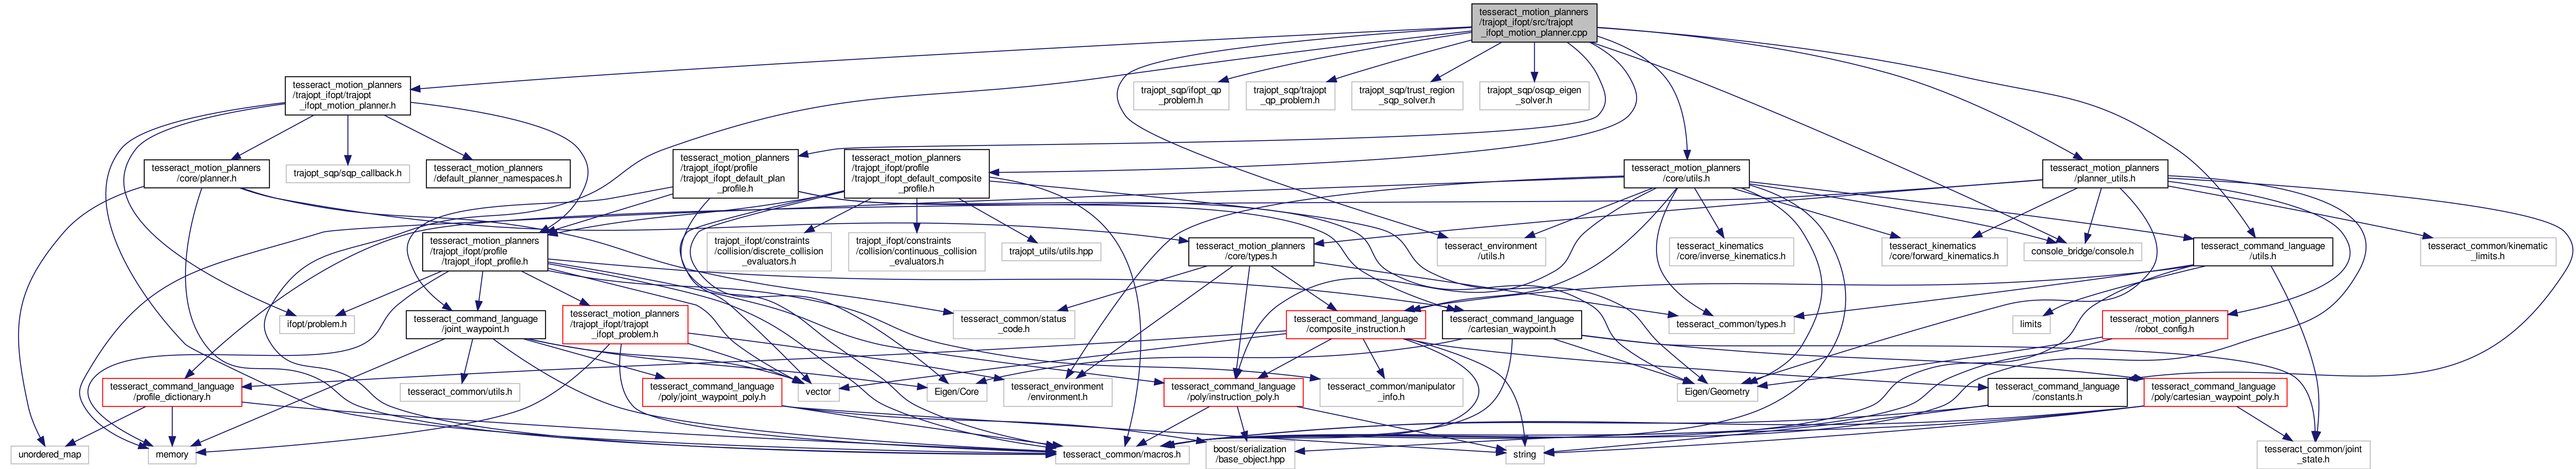 tesseract_motion_planners
/trajopt_ifopt/src/trajopt
_ifopt_motion_planner.cpp
tesseract_motion_planners
/trajopt_ifopt/trajopt
_ifopt_motion_planner.h
trajopt_sqp/ifopt_qp
_problem.h
trajopt_sqp/trajopt
_qp_problem.h
trajopt_sqp/trust_region
_sqp_solver.h
trajopt_sqp/osqp_eigen
_solver.h
tesseract_motion_planners
/core/planner.h
trajopt_sqp/sqp_callback.h
tesseract_motion_planners
/default_planner_namespaces.h
tesseract_motion_planners
/trajopt_ifopt/profile
/trajopt_ifopt_default_plan
_profile.h
tesseract_motion_planners
/trajopt_ifopt/profile
/trajopt_ifopt_default_composite
_profile.h
tesseract_motion_planners
/core/utils.h
tesseract_motion_planners
/planner_utils.h
tesseract_motion_planners
/trajopt_ifopt/profile
/trajopt_ifopt_profile.h
trajopt_ifopt/constraints
/collision/discrete_collision
_evaluators.h
trajopt_ifopt/constraints
/collision/continuous_collision
_evaluators.h
trajopt_utils/utils.hpp
tesseract_motion_planners
/core/types.h
tesseract_environment
/utils.h
tesseract_kinematics
/core/inverse_kinematics.h
tesseract_kinematics
/core/forward_kinematics.h
console_bridge/console.h
tesseract_command_language
/utils.h
tesseract_common/kinematic
_limits.h
ifopt/problem.h
tesseract_command_language
/joint_waypoint.h
tesseract_motion_planners
/trajopt_ifopt/trajopt
_ifopt_problem.h
tesseract_common/status
_code.h
tesseract_command_language
/composite_instruction.h
tesseract_command_language
/cartesian_waypoint.h
tesseract_common/types.h
limits
tesseract_motion_planners
/robot_config.h
tesseract_command_language
/profile_dictionary.h
tesseract_common/utils.h
tesseract_command_language
/poly/joint_waypoint_poly.h
vector
Eigen/Core
tesseract_environment
/environment.h
tesseract_command_language
/poly/instruction_poly.h
tesseract_common/manipulator
_info.h
Eigen/Geometry
tesseract_command_language
/constants.h
tesseract_command_language
/poly/cartesian_waypoint_poly.h
unordered_map
memory
tesseract_common/macros.h
boost/serialization
/base_object.hpp
string
tesseract_common/joint
_state.h